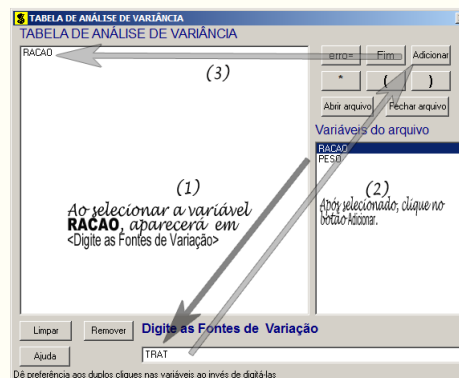 TABELA DE ANÁLISE DE VARIÂNCIA
TABELA DE ANÁLISE DE VARIÂNCIA
RACAO
(3)
erro= Fim Adicionar
* ( )
Abrir arquivo Fechar arquivo
Variáveis do arquivo
RACAO
PESO
(1)
Ao selecionar a variável
RACAO, aparecerá em
<Digite as Fontes de Variação>
(2)
Após selecionado, clique no
botão Adicionar.
Limpar Remover Digite as Fontes de Variação
Ajuda TRAT
Dê preferência aos duplos cliques nas variáveis ao invés de digitá-las